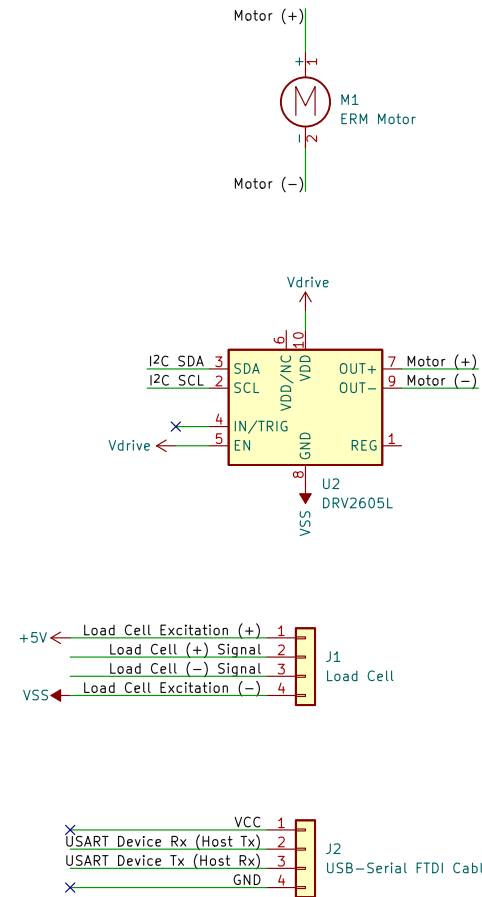 Motor (+)
+
1
M
M1
ERM Motor
−
2
Motor (−)
Vdrive
6
10
I²C SDA
3
SDA
VDD/NC
VDD
OUT+
7
Motor (+)
I²C SCL
2
SCL
OUT−
9
Motor (−)
4
IN/TRIG
Vdrive
5
EN
GND
REG
1
8
U2
DRV2605L
VSS
Load Cell Excitation (+)
1
+5V
Load Cell (+) Signal
2
Load Cell (−) Signal
3
J1
Load Cell
VSS
Load Cell Excitation (−)
4
VCC
1
USART Device Rx (Host Tx)
2
USART Device Tx (Host Rx)
3
J2
USB−Serial FTDI Cabl
GND
4